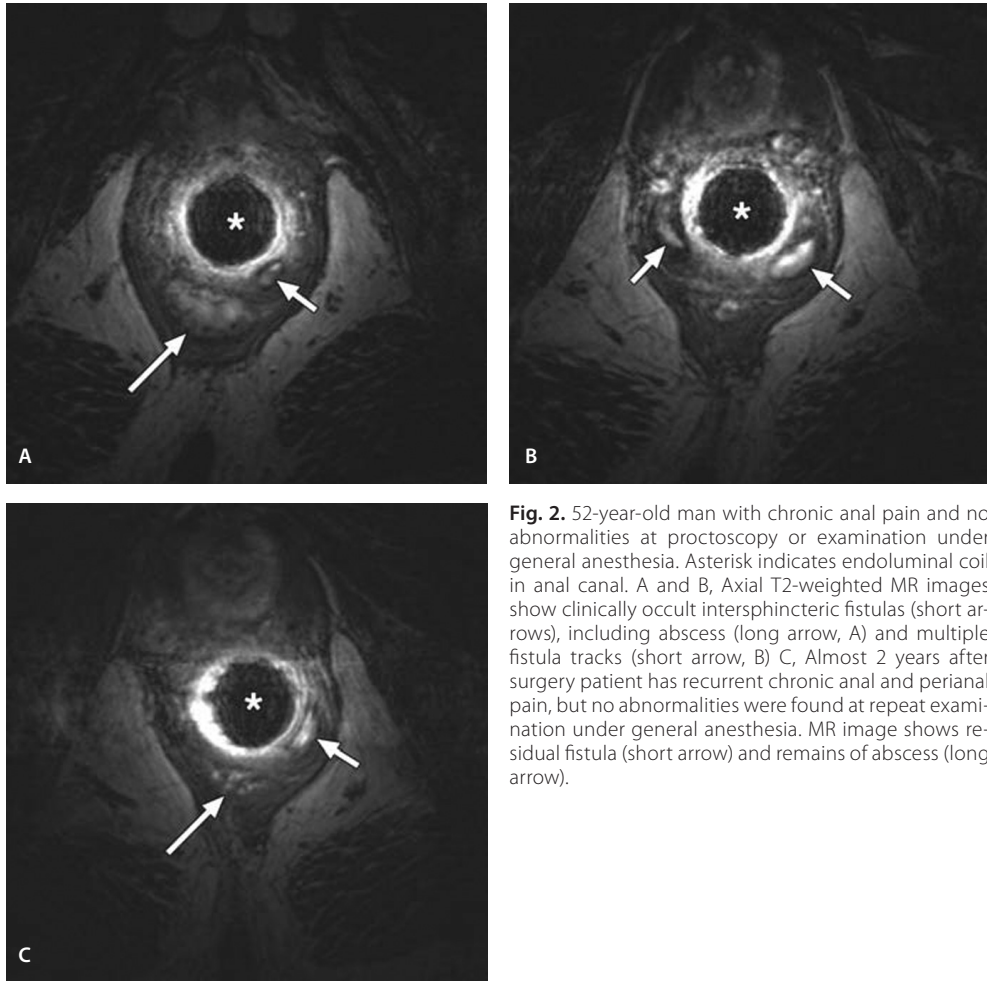 *
A
*
B
*
C
Fig. 2. 52-year-old man with chronic anal pain and no
abnormalities at proctoscopy or examination under
general anesthesia. Asterisk indicates endoluminal coil
in anal canal. A and B, Axial T2-weighted MR images
show clinically occult intersphincteric fistulas (short ar-
rows), including abscess (long arrow, A) and multiple
fistula tracks (short arrow, B) C, Almost 2 years after
surgery patient has recurrent chronic anal and perianal
pain, but no abnormalities were found at repeat exami-
nation under general anesthesia. MR image shows re-
sidual fistula (short arrow) and remains of abscess (long
arrow).